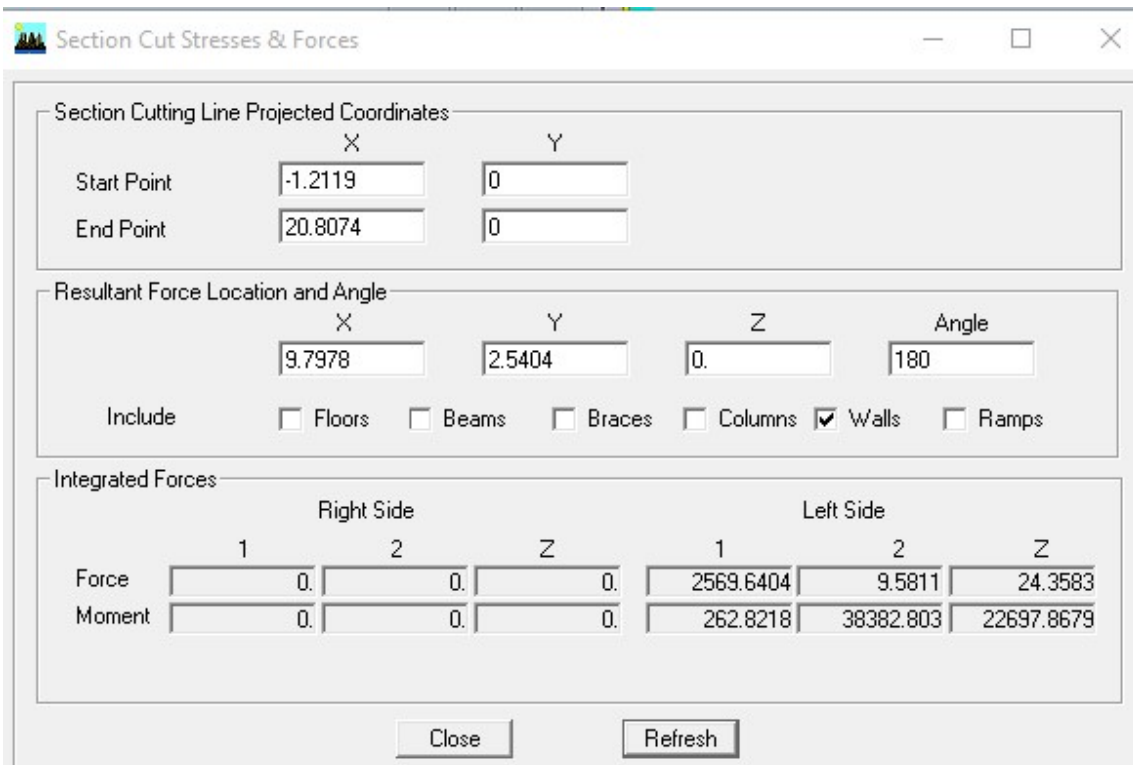 Section Cut Stresses & Forces
Section Cutting Line Projected Coordinates
X Y
Start Point -1.2119 0
End Point 20.8074 0
Resultant Force Location and Angle
X Y Z Angle
9.7978 2.5404 0. 180
Include Floors Beams Braces Columns Walls Ramps
Integrated Forces
Right Side Left Side
1 2 Z 1 2 Z
Force 0. 0. 0. 2569.6404 9.5811 24.3583
Moment 0. 0. 0. 262.8218 38382.803 22697.8679
Close Refresh